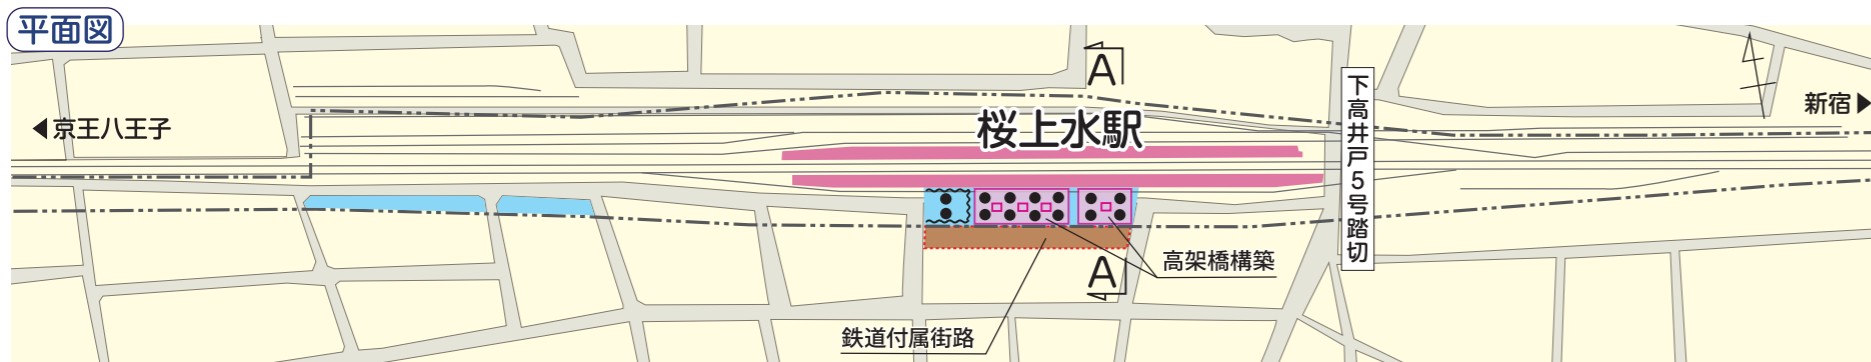 平面図
A
桜上水駅
京王八王子
新宿
下高井戸5号踏切
高架橋構築
A
鉄道付属街路